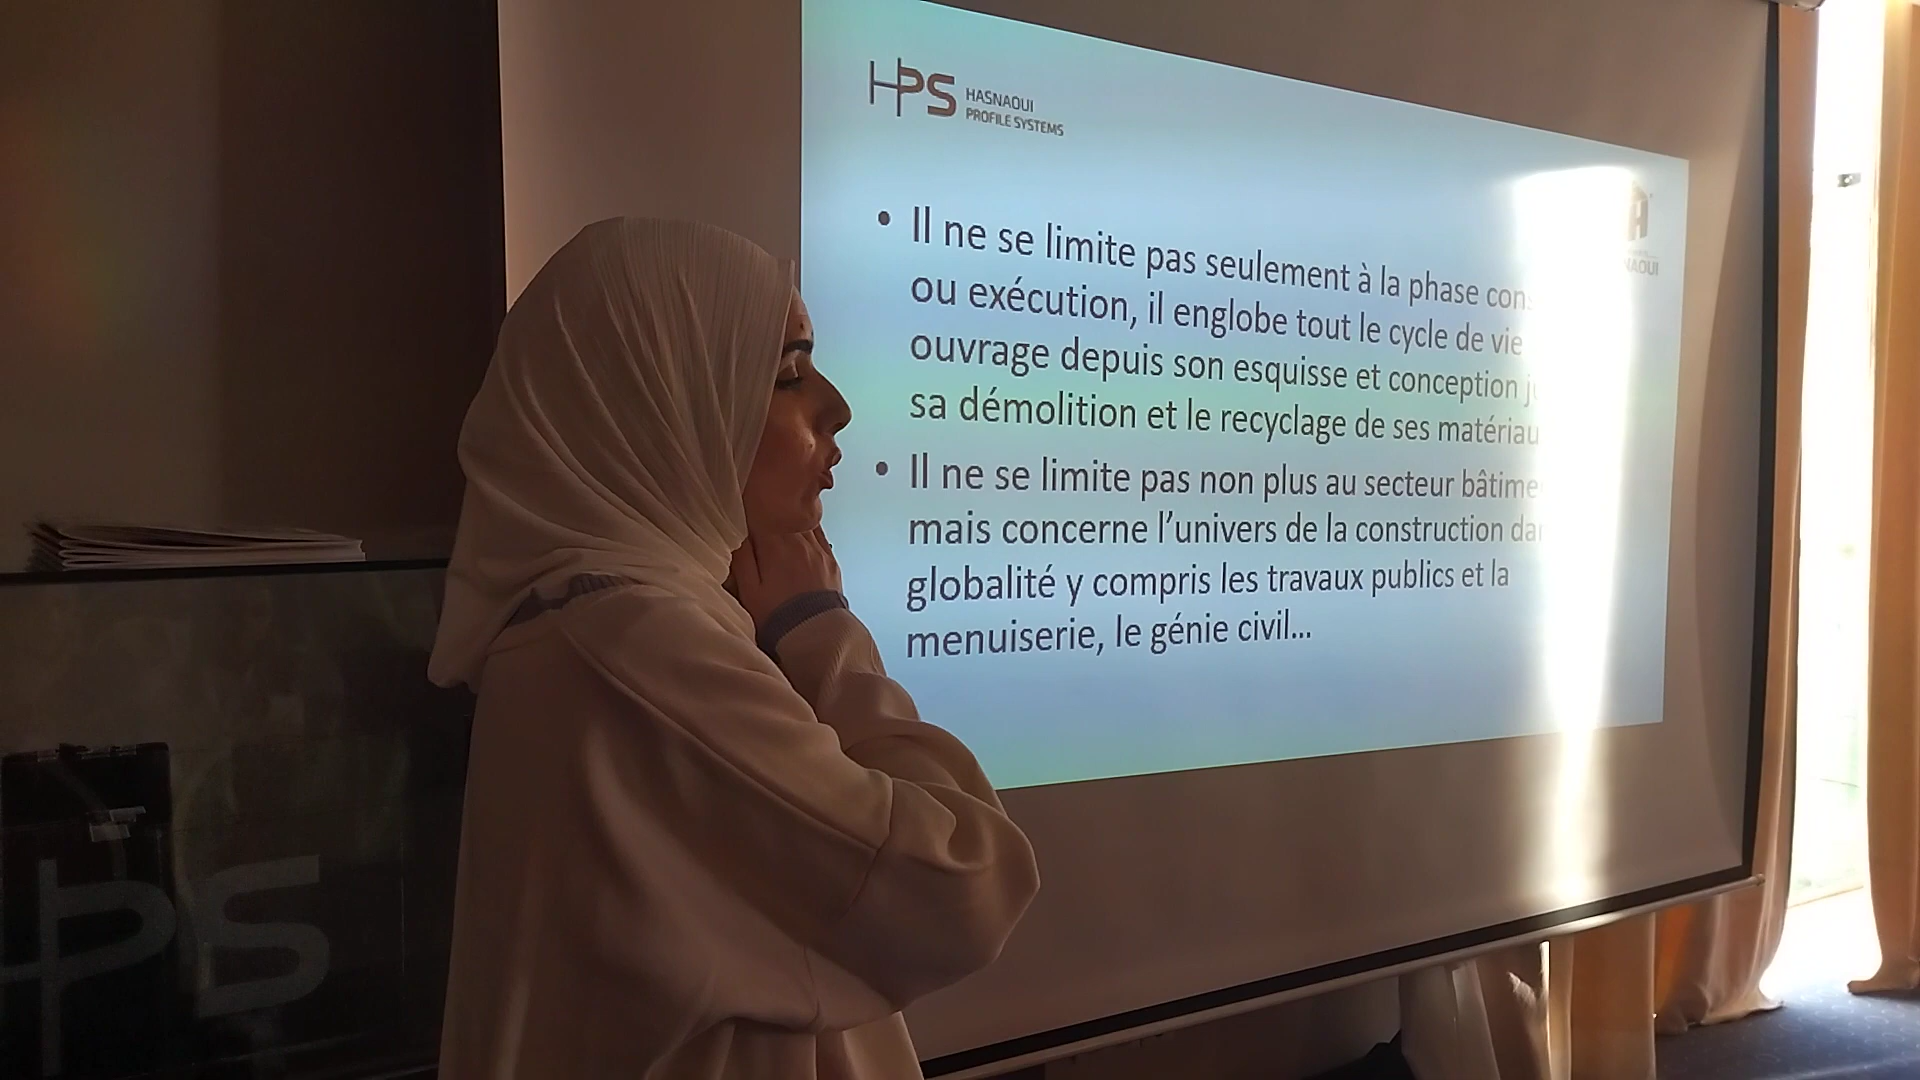 HPS HASNAOUI
PROFILE SYSTEMS
• Il ne se limite pas seulement à la phase
ou exécution, il englobe tout le cycle de vie
ouvrage depuis son esquisse et conception
sa démolition et le recyclage de ses
• Il ne se limite pas non plus au secteur
mais concerne l'univers de la construction
globalité y compris les travaux publics et la
menuiserie, le génie civil...
H
HPS